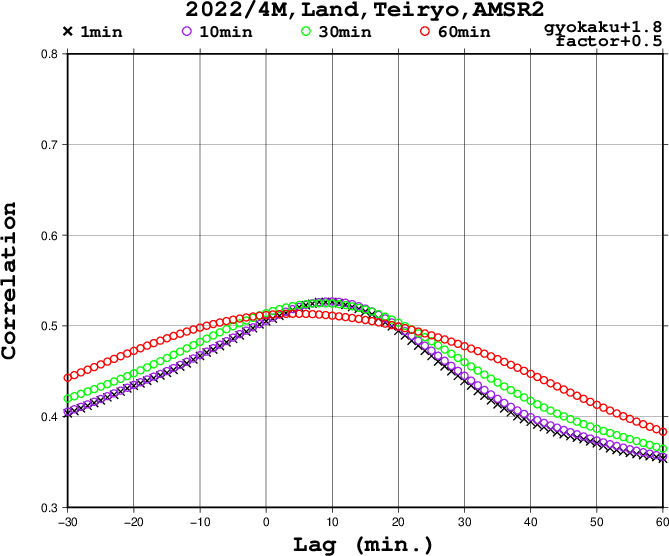 2022/4M,Land,Teiryo,AMSR2
1min 10min 30min 60min
gyokaku+1.8
factor+0.5
Correlation
0.8
0.7
0.6
0.5
0.4
0.3
−30 −20 −10 0 10 20 30 40 50 60
Lag (min.)